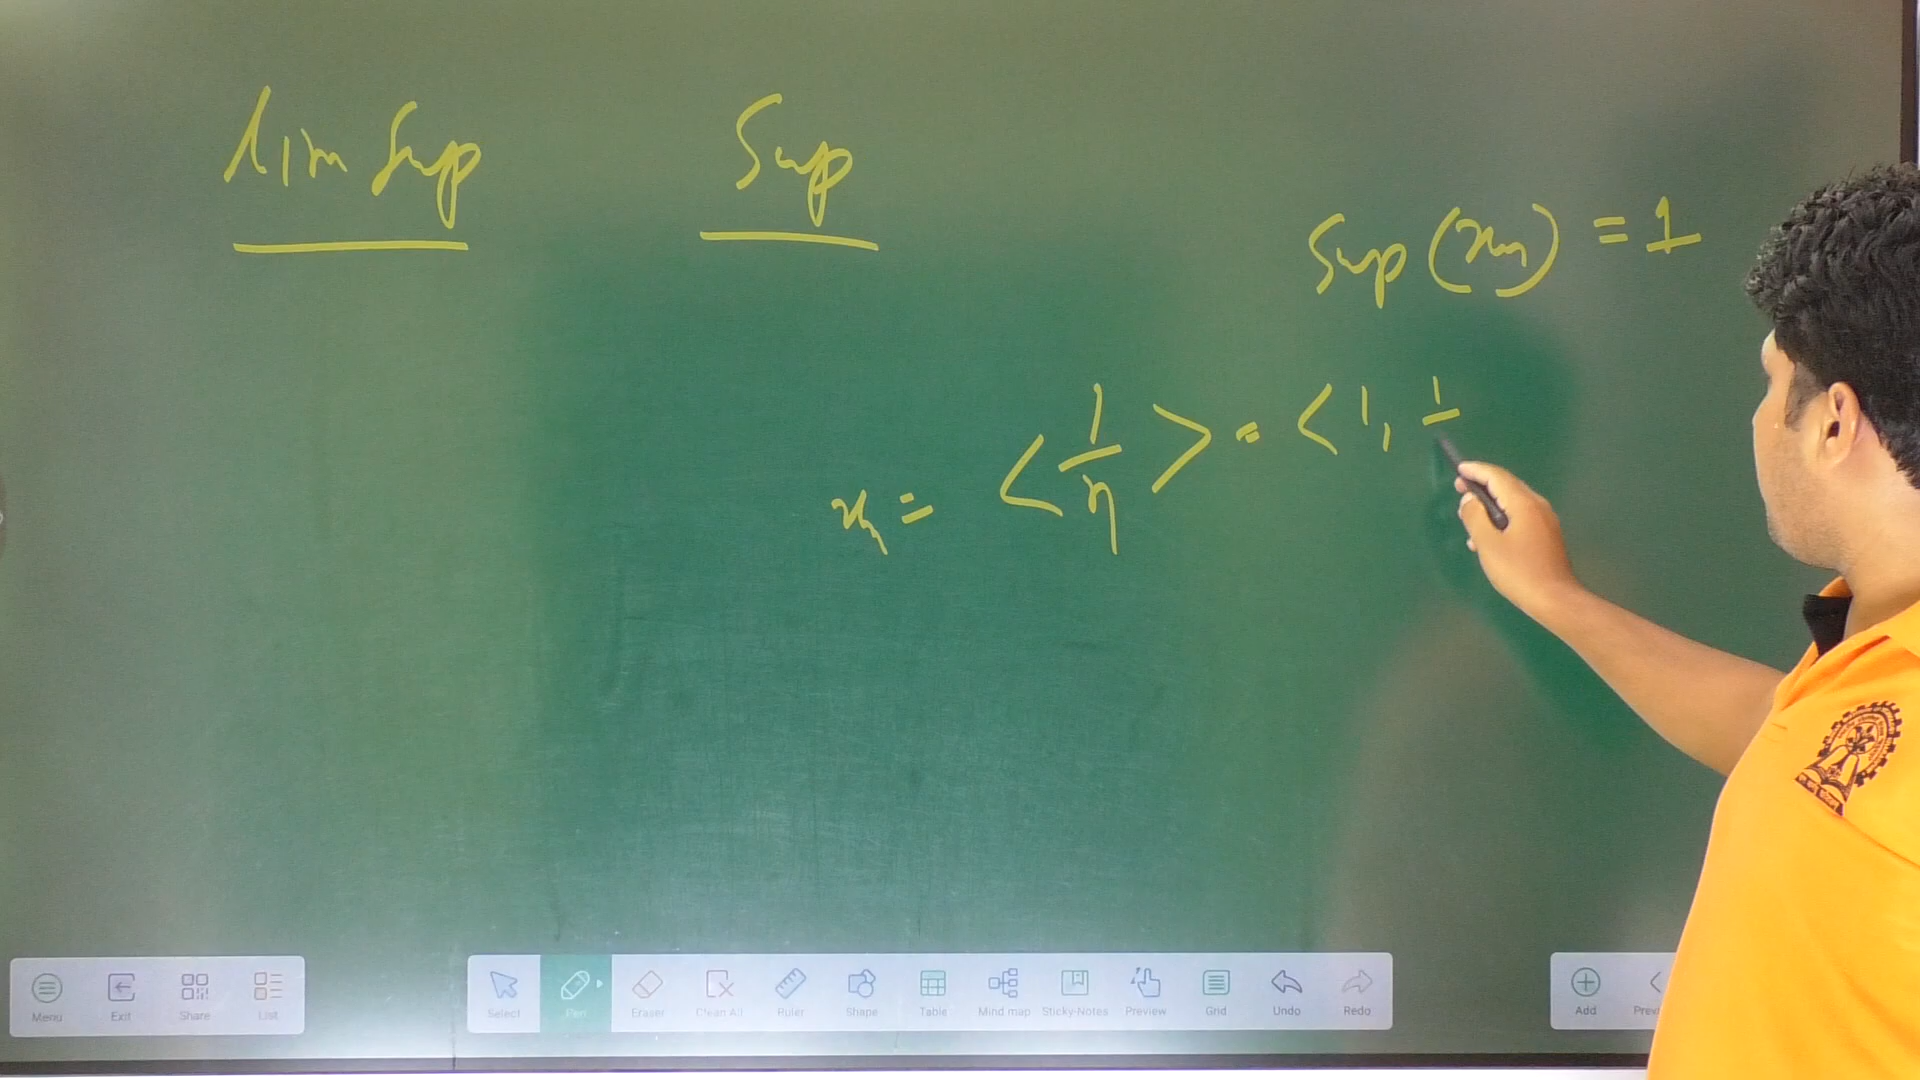 lim Sup Sup
Sup (xn) = 1
xn = < 1/n > = < 1, 1
Menu Exit Share List Select Pen Eraser Clean All Ruler Shape Table Mind map Sticky-Notes Preview Grid Undo Redo Add